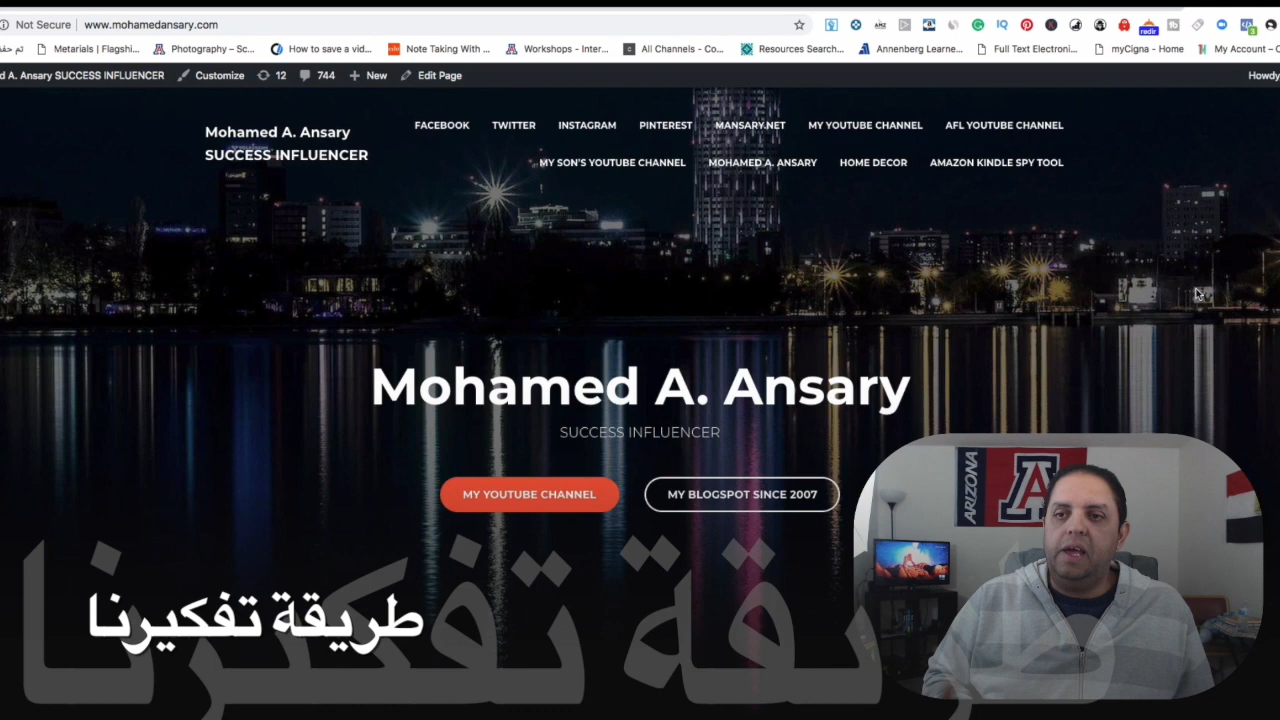 Not Secure | www.mohamedansary.com
Metarials | Flagshi... Photography – Sc... How to save a vid... Note Taking With ... Workshops - Inter... All Channels - Co... Resources Search... Annenberg Learne... Full Text Electroni... myCigna - Home My Account – C
d A. Ansary SUCCESS INFLUENCER Customize 12 744 New Edit Page Howdy
Mohamed A. Ansary
SUCCESS INFLUENCER
FACEBOOK TWITTER INSTAGRAM PINTEREST MANSARY.NET MY YOUTUBE CHANNEL AFL YOUTUBE CHANNEL
MY SON'S YOUTUBE CHANNEL MOHAMED A. ANSARY HOME DECOR AMAZON KINDLE SPY TOOL
Mohamed A. Ansary
SUCCESS INFLUENCER
MY YOUTUBE CHANNEL MY BLOGSPOT SINCE 2007
ARIZONA
A
طريقة تفكيرنا
طريقة تفكيرنا